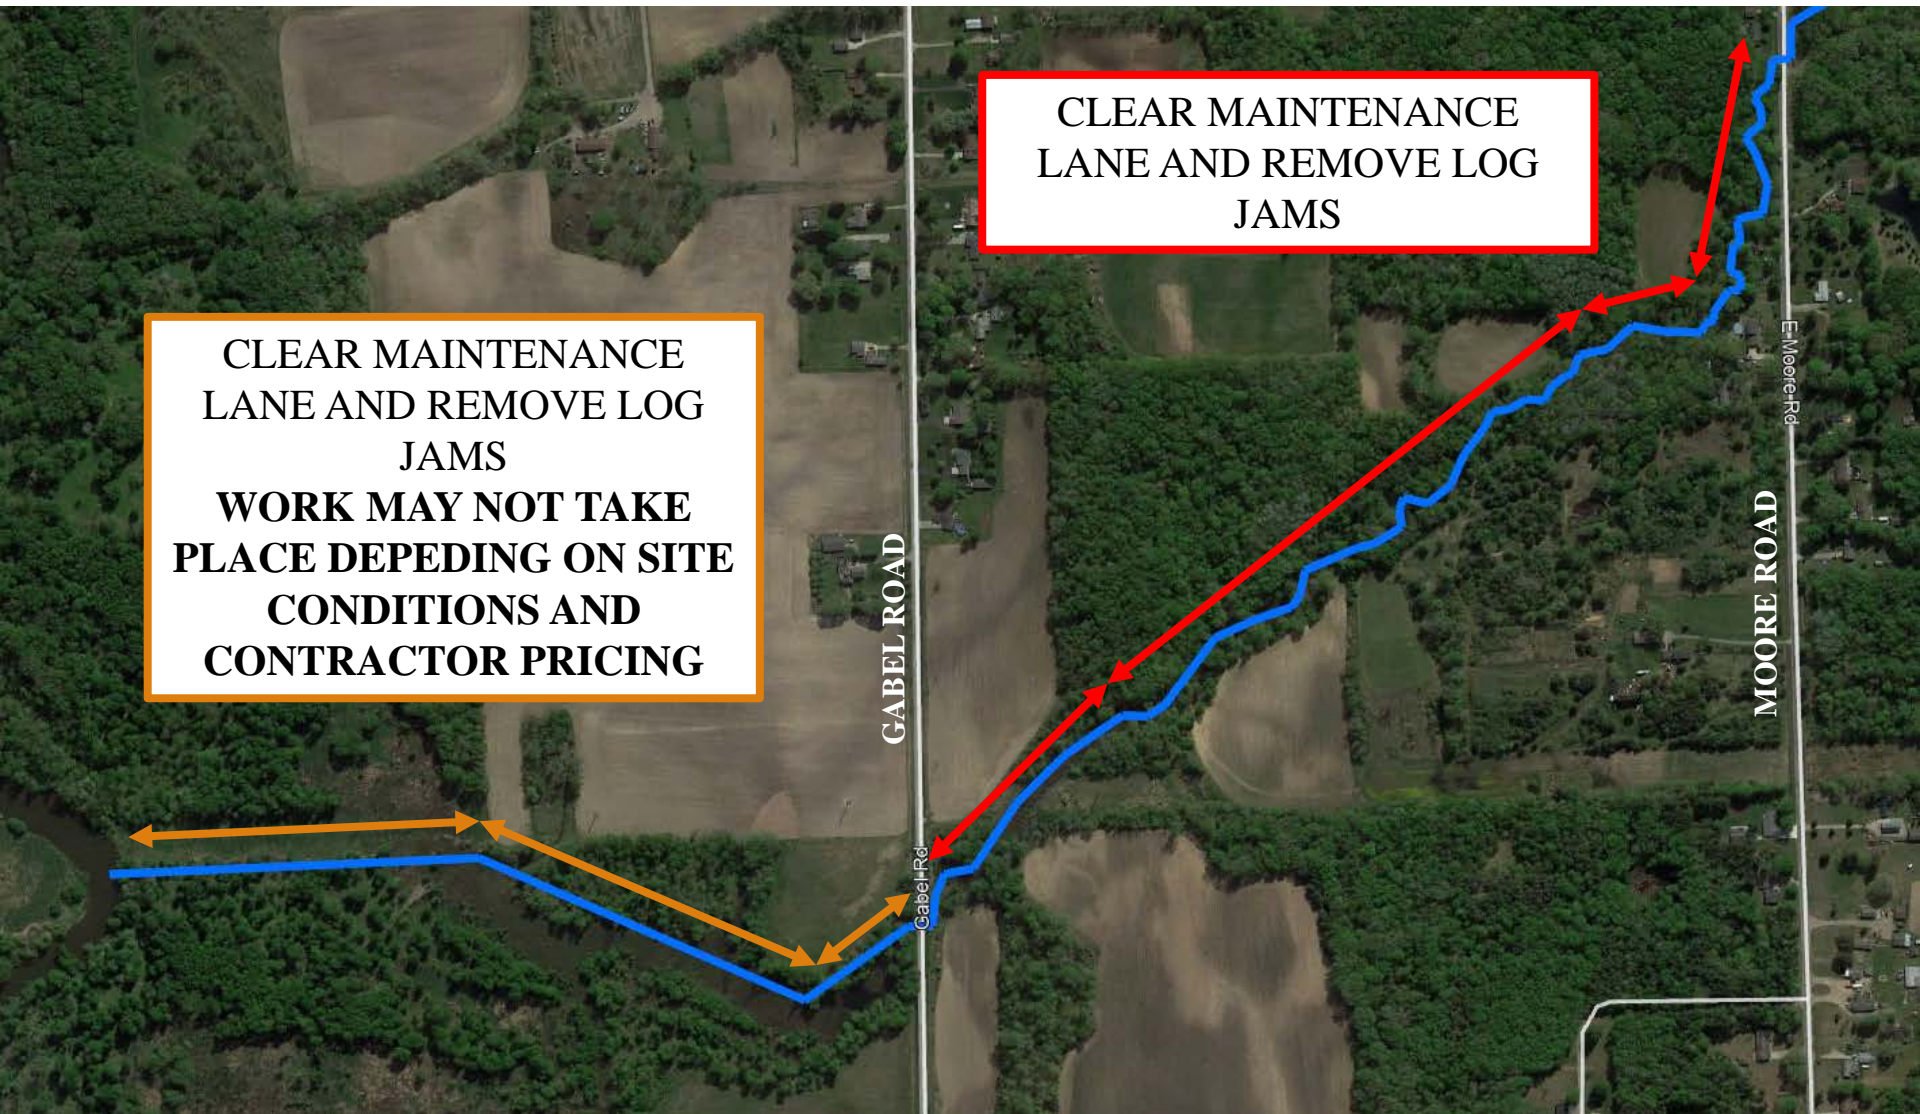 CLEAR MAINTENANCE
LANE AND REMOVE LOG
JAMS
CLEAR MAINTENANCE
LANE AND REMOVE LOG
JAMS
WORK MAY NOT TAKE
PLACE DEPEDING ON SITE
CONDITIONS AND
CONTRACTOR PRICING
GABEL ROAD
Gabel Rd
E Moore Rd
MOORE ROAD